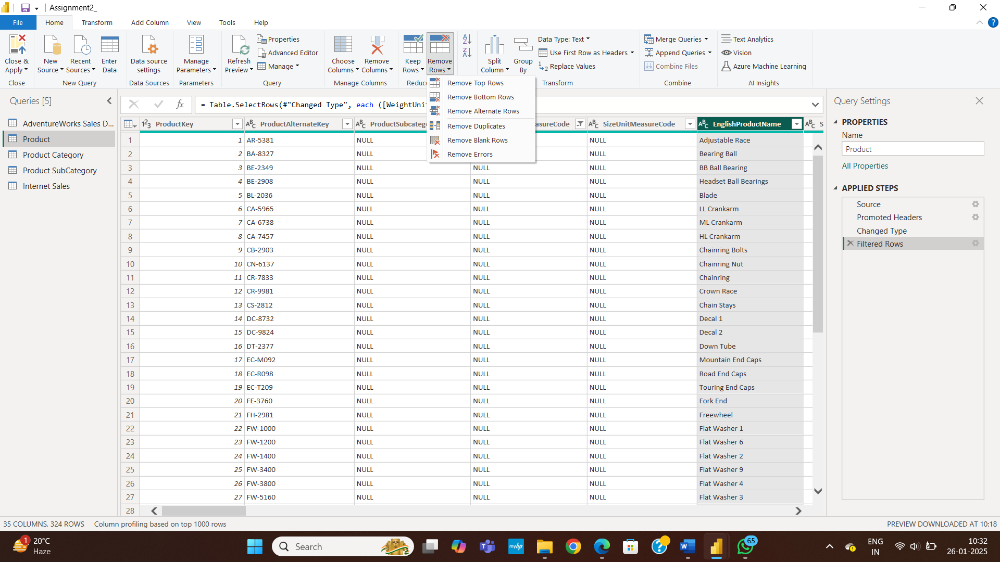 Assignment2_
File
Home
Transform
Add Column
View
Tools
Help
?
Close &
Apply
New
Source
Recent
Sources
Enter
Data
Data source
settings
Manage
Parameters
Refresh
Preview
Properties
Advanced Editor
Manage
Choose
Columns
Remove
Columns
Keep
Rows
Remove
Rows
A
Z
Z
A
Split
Column
Group
By
Data Type: Text
Use First Row as Headers
1
2
Replace Values
Merge Queries
Append Queries
Combine Files
Text Analytics
Vision
Azure Machine Learning
Close
New Query
Data Sources
Parameters
Query
Manage Columns
Reduc
Transform
Combine
AI Insights
Remove Top Rows
Remove Bottom Rows
Remove Alternate Rows
Remove Duplicates
Remove Blank Rows
Remove Errors
Queries [5]
AdventureWorks Sales D...
Product
Product Category
Product SubCategory
Internet Sales
fx
= Table.SelectRows(#"Changed Type", each ([WeightUni
123 ProductKey ABC ProductAlternateKey ABC ProductSubcateg asureCode ABC SizeUnitMeasureCode ABC EnglishProductName ABC S
1 1 AR-5381 NULL NULL Adjustable Race
2 2 BA-8327 NULL NULL Bearing Ball
3 3 BE-2349 NULL NULL NULL BB Ball Bearing
4 4 BE-2908 NULL NULL NULL Headset Ball Bearings
5 5 BL-2036 NULL NULL NULL Blade
6 6 CA-5965 NULL NULL NULL LL Crankarm
7 7 CA-6738 NULL NULL NULL ML Crankarm
8 8 CA-7457 NULL NULL NULL HL Crankarm
9 9 CB-2903 NULL NULL NULL Chainring Bolts
10 10 CN-6137 NULL NULL NULL Chainring Nut
11 11 CR-7833 NULL NULL NULL Chainring
12 12 CR-9981 NULL NULL NULL Crown Race
13 13 CS-2812 NULL NULL NULL Chain Stays
14 14 DC-8732 NULL NULL NULL Decal 1
15 15 DC-9824 NULL NULL NULL Decal 2
16 16 DT-2377 NULL NULL NULL Down Tube
17 17 EC-M092 NULL NULL NULL Mountain End Caps
18 18 EC-R098 NULL NULL NULL Road End Caps
19 19 EC-T209 NULL NULL NULL Touring End Caps
20 20 FE-3760 NULL NULL NULL Fork End
21 21 FH-2981 NULL NULL NULL Freewheel
22 22 FW-1000 NULL NULL NULL Flat Washer 1
23 23 FW-1200 NULL NULL NULL Flat Washer 6
24 24 FW-1400 NULL NULL NULL Flat Washer 2
25 25 FW-3400 NULL NULL NULL Flat Washer 9
26 26 FW-3800 NULL NULL NULL Flat Washer 4
27 27 FW-5160 NULL NULL NULL Flat Washer 3
28
Query Settings
PROPERTIES
Name
Product
All Properties
APPLIED STEPS
Source
Promoted Headers
Changed Type
Filtered Rows
35 COLUMNS, 324 ROWS
Column profiling based on top 1000 rows
PREVIEW DOWNLOADED AT 10:18
1
20°C
Haze
Search
T
myhp
?
W
65
ENG
IN
10:32
26-01-2025